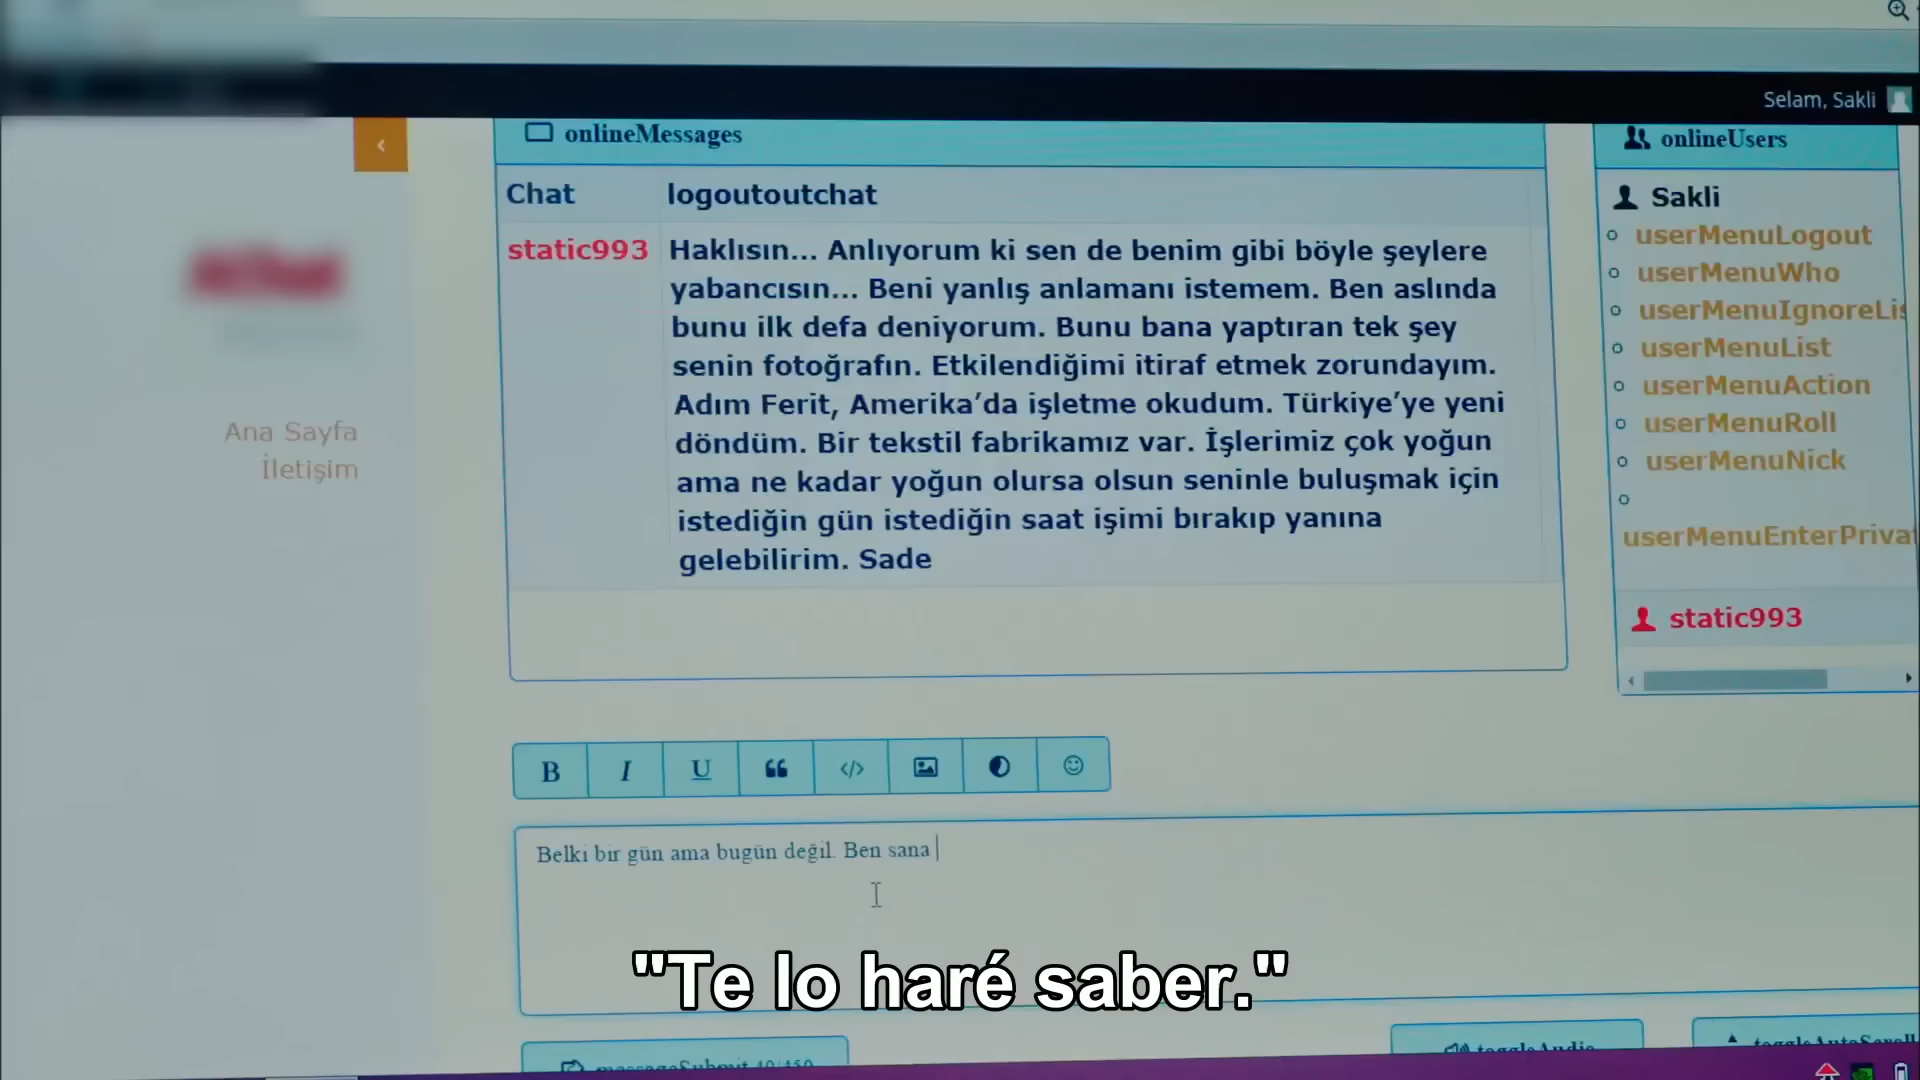 Selam, Sakli
onlineMessages
onlineUsers
Chat logoutoutchat
static993
Haklısın... Anlıyorum ki sen de benim gibi böyle şeylere
yabancısın... Beni yanlış anlamanı istemem. Ben aslında
bunu ilk defa deniyorum. Bunu bana yaptıran tek şey
senin fotoğrafın. Etkilendiğimi itiraf etmek zorundayım.
Adım Ferit, Amerika’da işletme okudum. Türkiye’ye yeni
döndüm. Bir tekstil fabrikamız var. İşlerimiz çok yoğun
ama ne kadar yoğun olursa olsun seninle buluşmak için
istediğin gün istediğin saat işimi bırakıp yanına
gelebilirim. Sade
Sakli
userMenuLogout
userMenuWho
userMenuIgnoreLis
userMenuList
userMenuAction
userMenuRoll
userMenuNick
userMenuEnterPrivat
static993
Ana Sayfa
İletişim
B I U
Belki bir gün ama bugün değil. Ben sana
"Te lo haré saber."
messageSubmit
toggleAudio
toggleAutoScroll